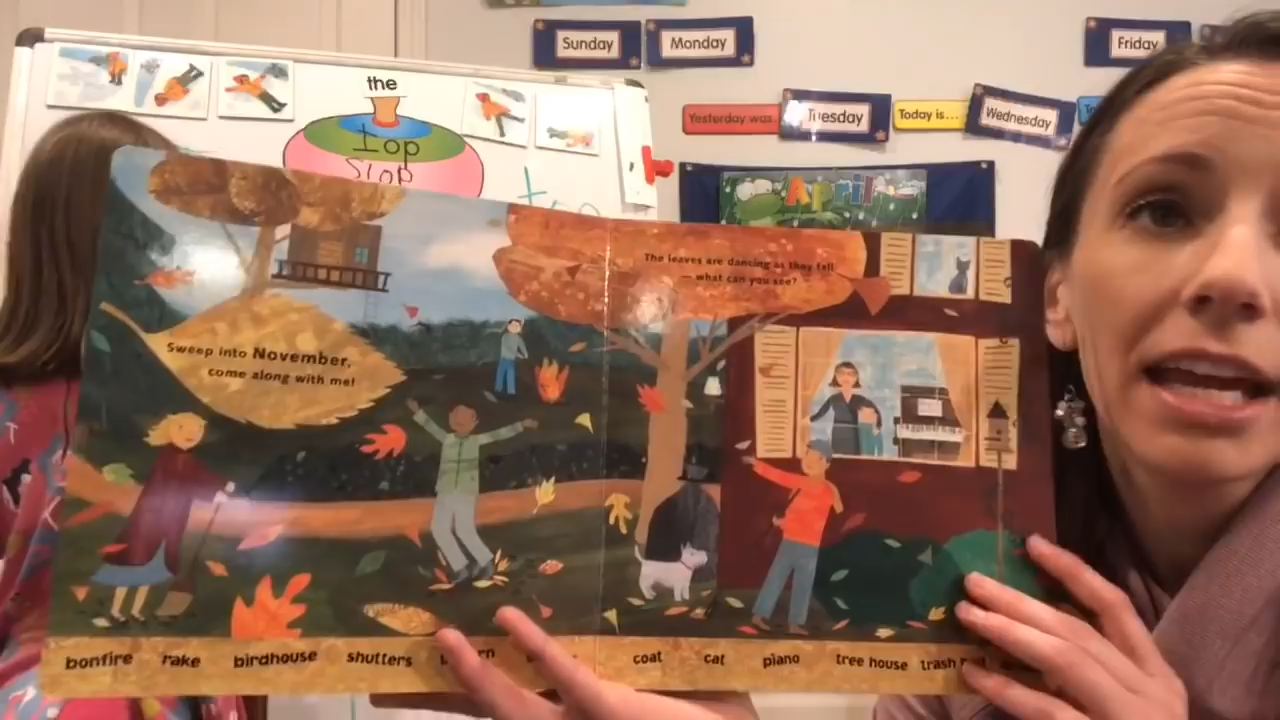 Sunday
Monday
Friday
the
Yesterday was...
Tuesday
Today is...
Wednesday
top
slop
April
The leaves are dancing as they fall
— what can you see?
Sweep into November,
come along with me!
bonfire rake birdhouse shutters
coat cat piano tree house trash